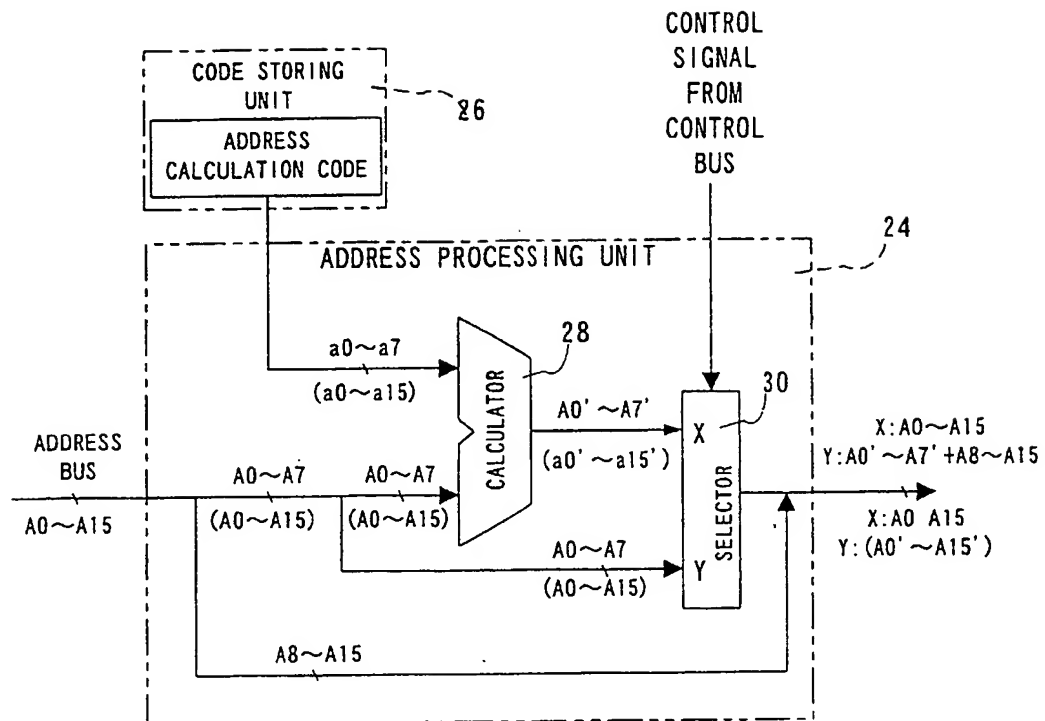 CONTROL
SIGNAL
FROM
CONTROL
BUS
CODE STORING
UNIT
26
ADDRESS
CALCULATION CODE
24
ADDRESS PROCESSING UNIT
a0~a7
(a0~a15)
28
CALCULATOR
A0'~A7'
(a0'~a15')
30
X
SELECTOR
Y
ADDRESS
BUS
A0~A15
A0~A7
(A0~A15)
A0~A7
(A0~A15)
A0~A7
(A0~A15)
X:A0~A15
Y:A0'~A7'+A8~A15
X:A0 A15
Y:(A0'~A15')
A8~A15